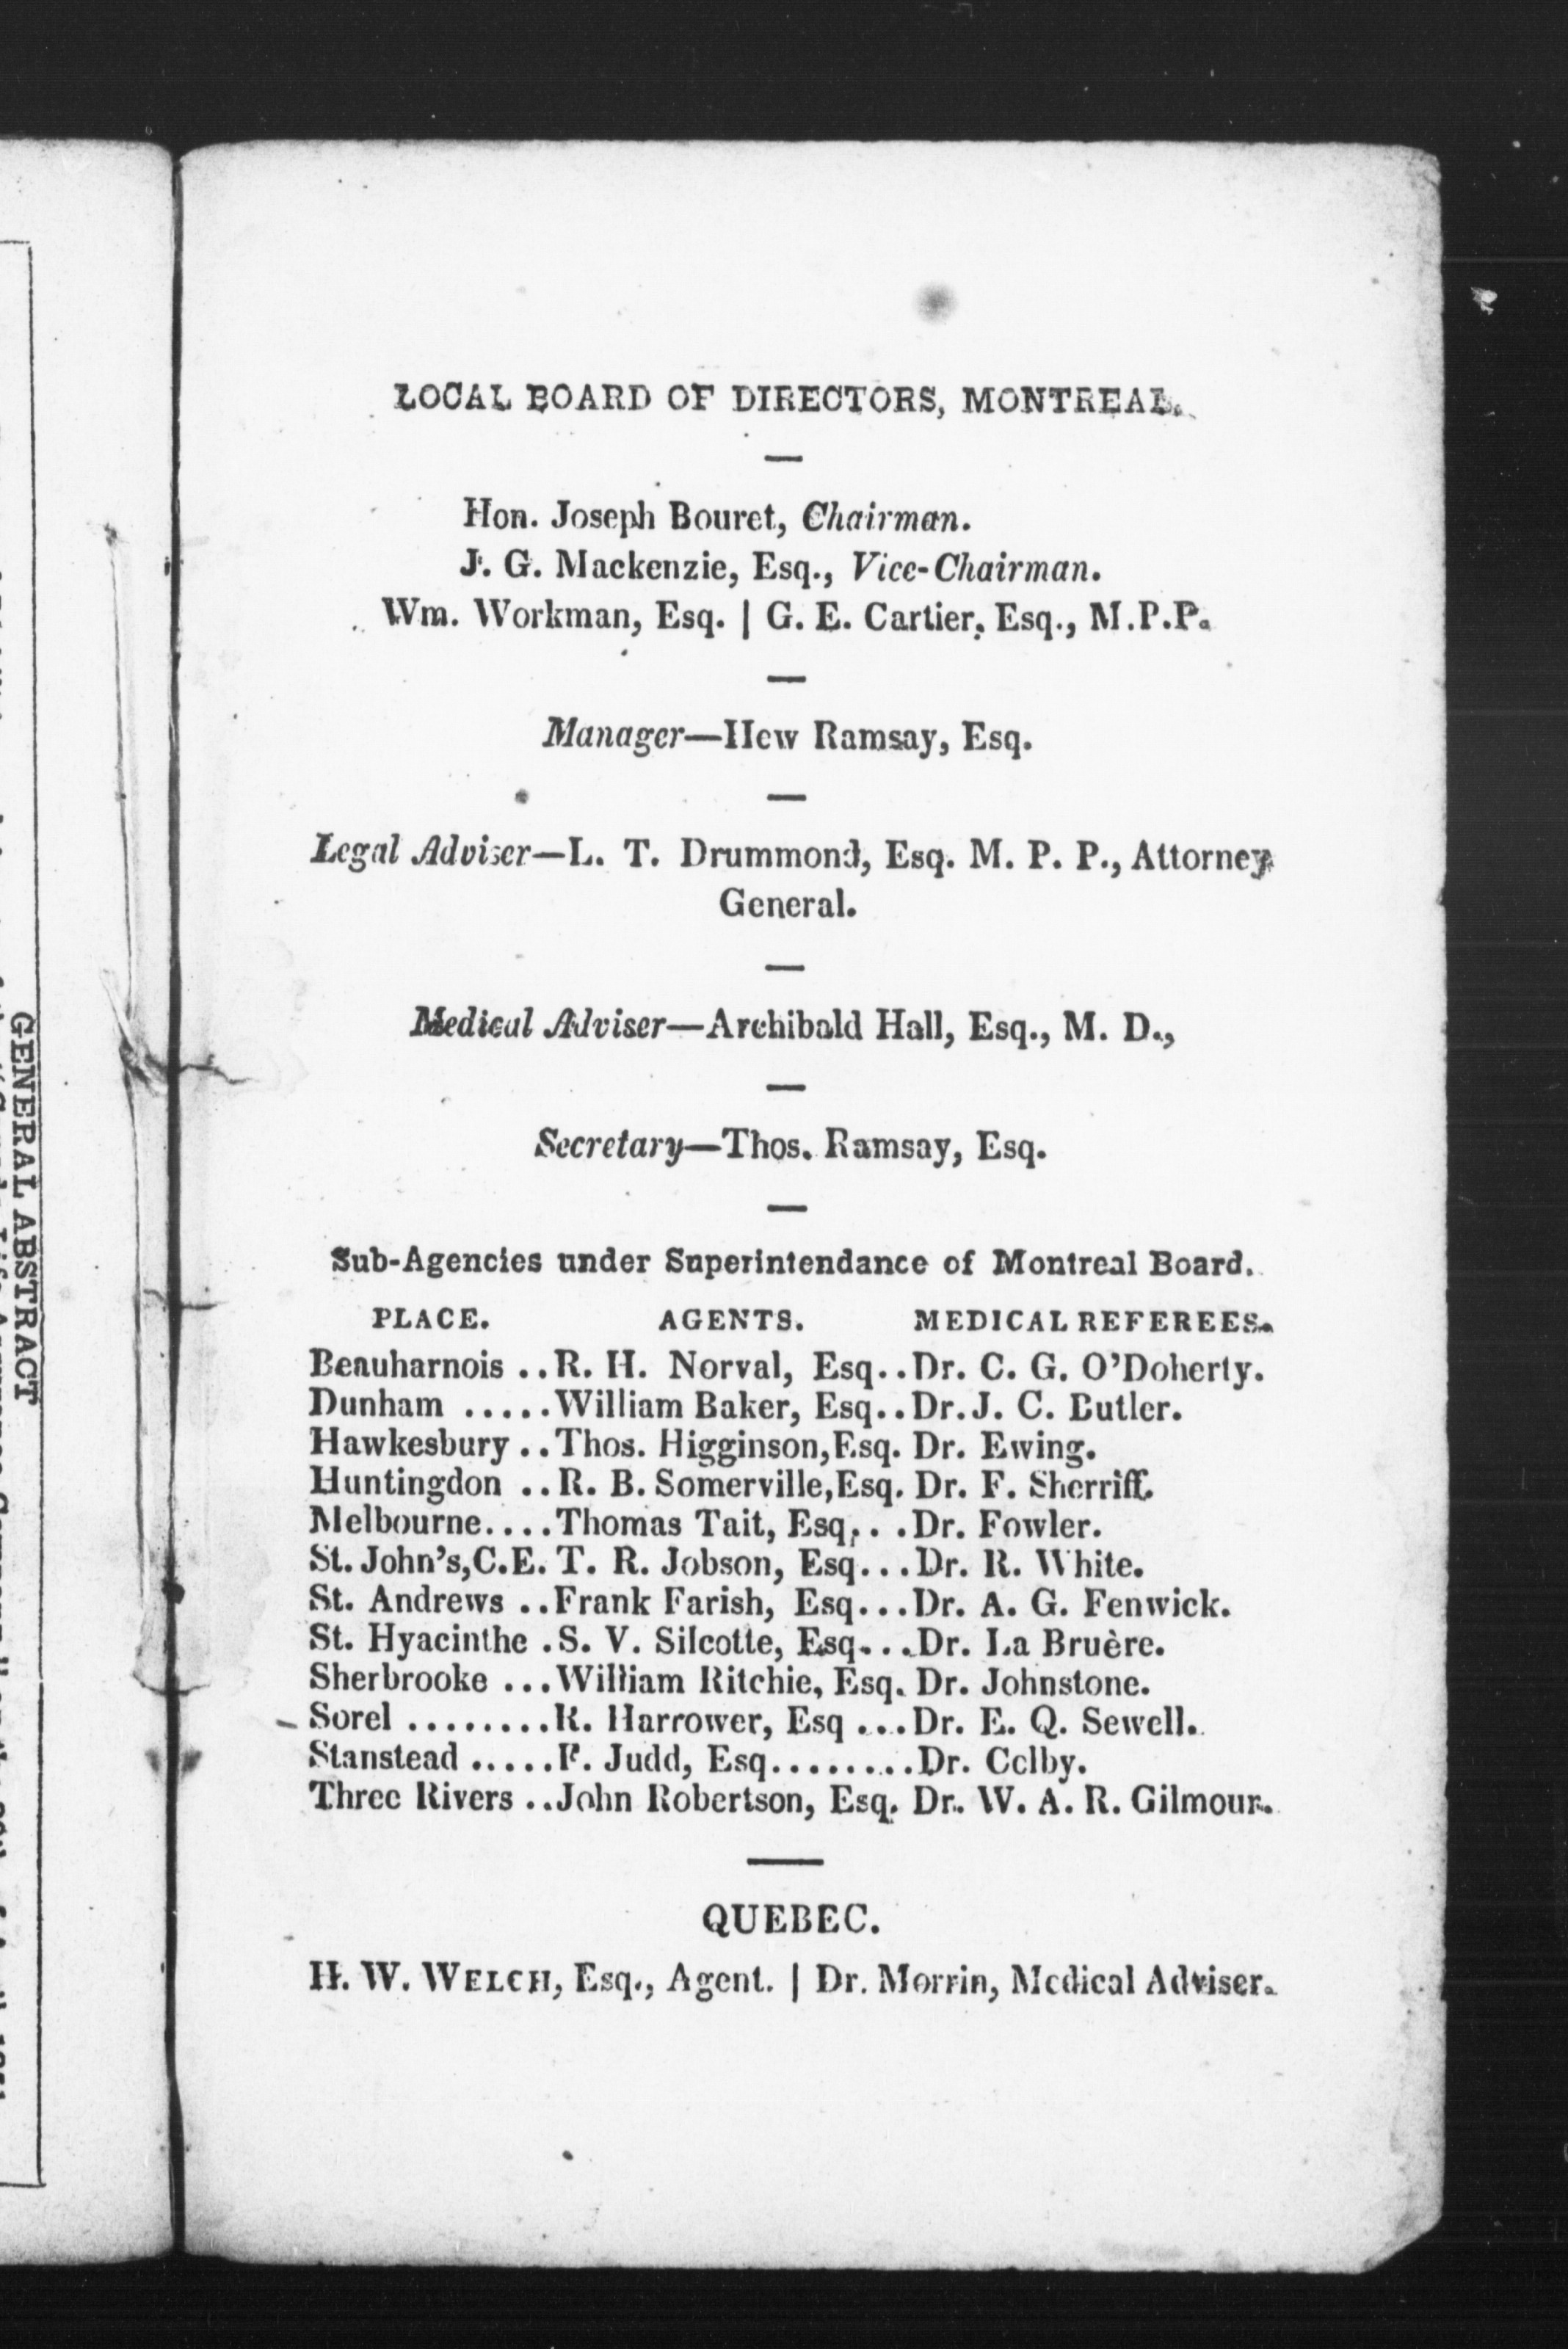 LOCAL BOARD OF DIRECTORS, MONTREAL.
Hon. Joseph Bouret, Chairman.
J. G. Mackenzie, Esq., Vice-Chairman.
Wm. Workman, Esq. | G. E. Cartier, Esq., M.P.P.
Manager—Hew Ramsay, Esq.
Legal Adviser—L. T. Drummond, Esq. M. P. P., Attorney
General.
Medical Adviser—Archibald Hall, Esq., M. D.,
Secretary—Thos. Ramsay, Esq.
Sub-Agencies under Superintendance of Montreal Board.
PLACE. AGENTS. MEDICAL REFEREES.
Beauharnois ..R. H. Norval, Esq..Dr. C. G. O'Doherty.
Dunham .....William Baker, Esq..Dr. J. C. Butler.
Hawkesbury ..Thos. Higginson,Esq. Dr. Ewing.
Huntingdon ..R. B. Somerville,Esq. Dr. F. Sherriff.
Melbourne....Thomas Tait, Esq...Dr. Fowler.
St. John's,C.E. T. R. Jobson, Esq...Dr. R. White.
St. Andrews ..Frank Farish, Esq...Dr. A. G. Fenwick.
St. Hyacinthe .S. V. Silcotte, Esq...Dr. La Bruère.
Sherbrooke ...William Ritchie, Esq. Dr. Johnstone.
Sorel ........R. Harrower, Esq ...Dr. E. Q. Sewell.
Stanstead .....F. Judd, Esq........Dr. Colby.
Three Rivers ..John Robertson, Esq. Dr. W. A. R. Gilmour.
QUEBEC.
H. W. WELCH, Esq., Agent. | Dr. Morrin, Medical Adviser.
GENERAL ABSTRACT